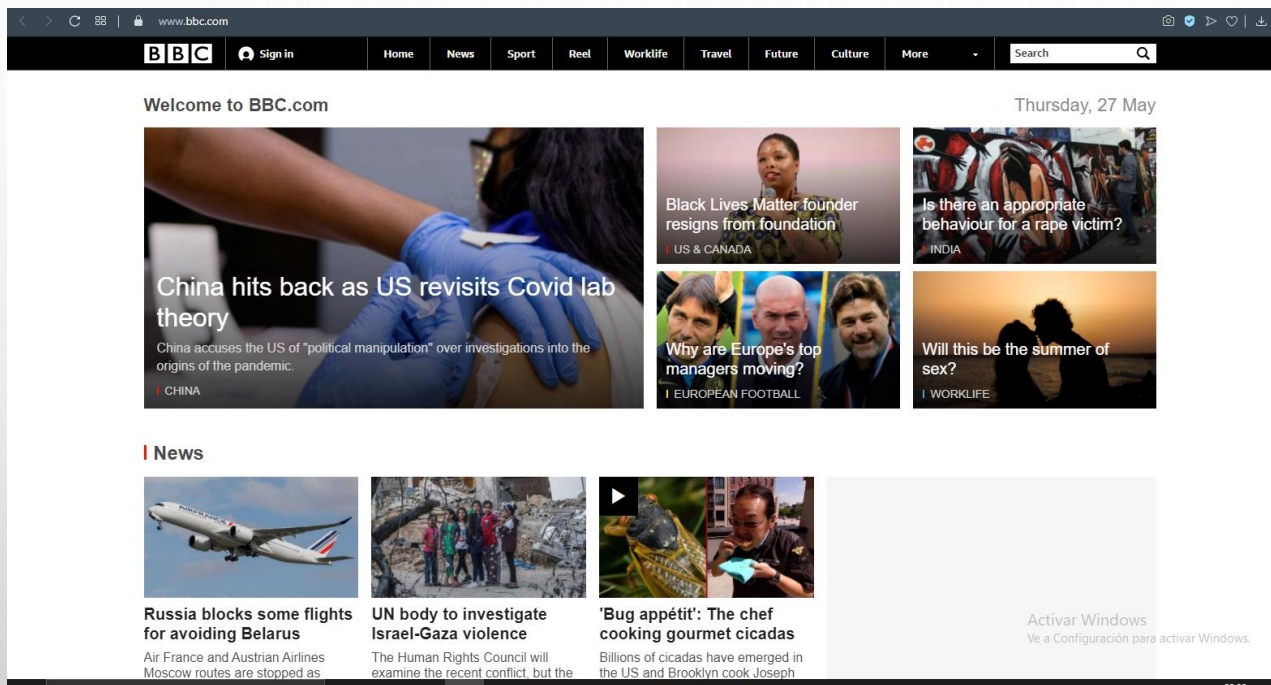 www.bbc.com
BBC
Sign in
Home
News
Sport
Reel
Worklife
Travel
Future
Culture
More
Search
Welcome to BBC.com
Thursday, 27 May
China hits back as US revisits Covid lab
theory
China accuses the US of "political manipulation" over investigations into the
origins of the pandemic.
CHINA
Black Lives Matter founder
resigns from foundation
US & CANADA
Is there an appropriate
behaviour for a rape victim?
INDIA
Why are Europe's top
managers moving?
EUROPEAN FOOTBALL
Will this be the summer of
sex?
WORKLIFE
News
AIRFRANCE
Russia blocks some flights
for avoiding Belarus
Air France and Austrian Airlines
Moscow routes are stopped as
UN body to investigate
Israel-Gaza violence
The Human Rights Council will
examine the recent conflict, but the
'Bug appétit': The chef
cooking gourmet cicadas
Billions of cicadas have emerged in
the US and Brooklyn cook Joseph
Activar Windows
Ve a Configuración para activar Windows.